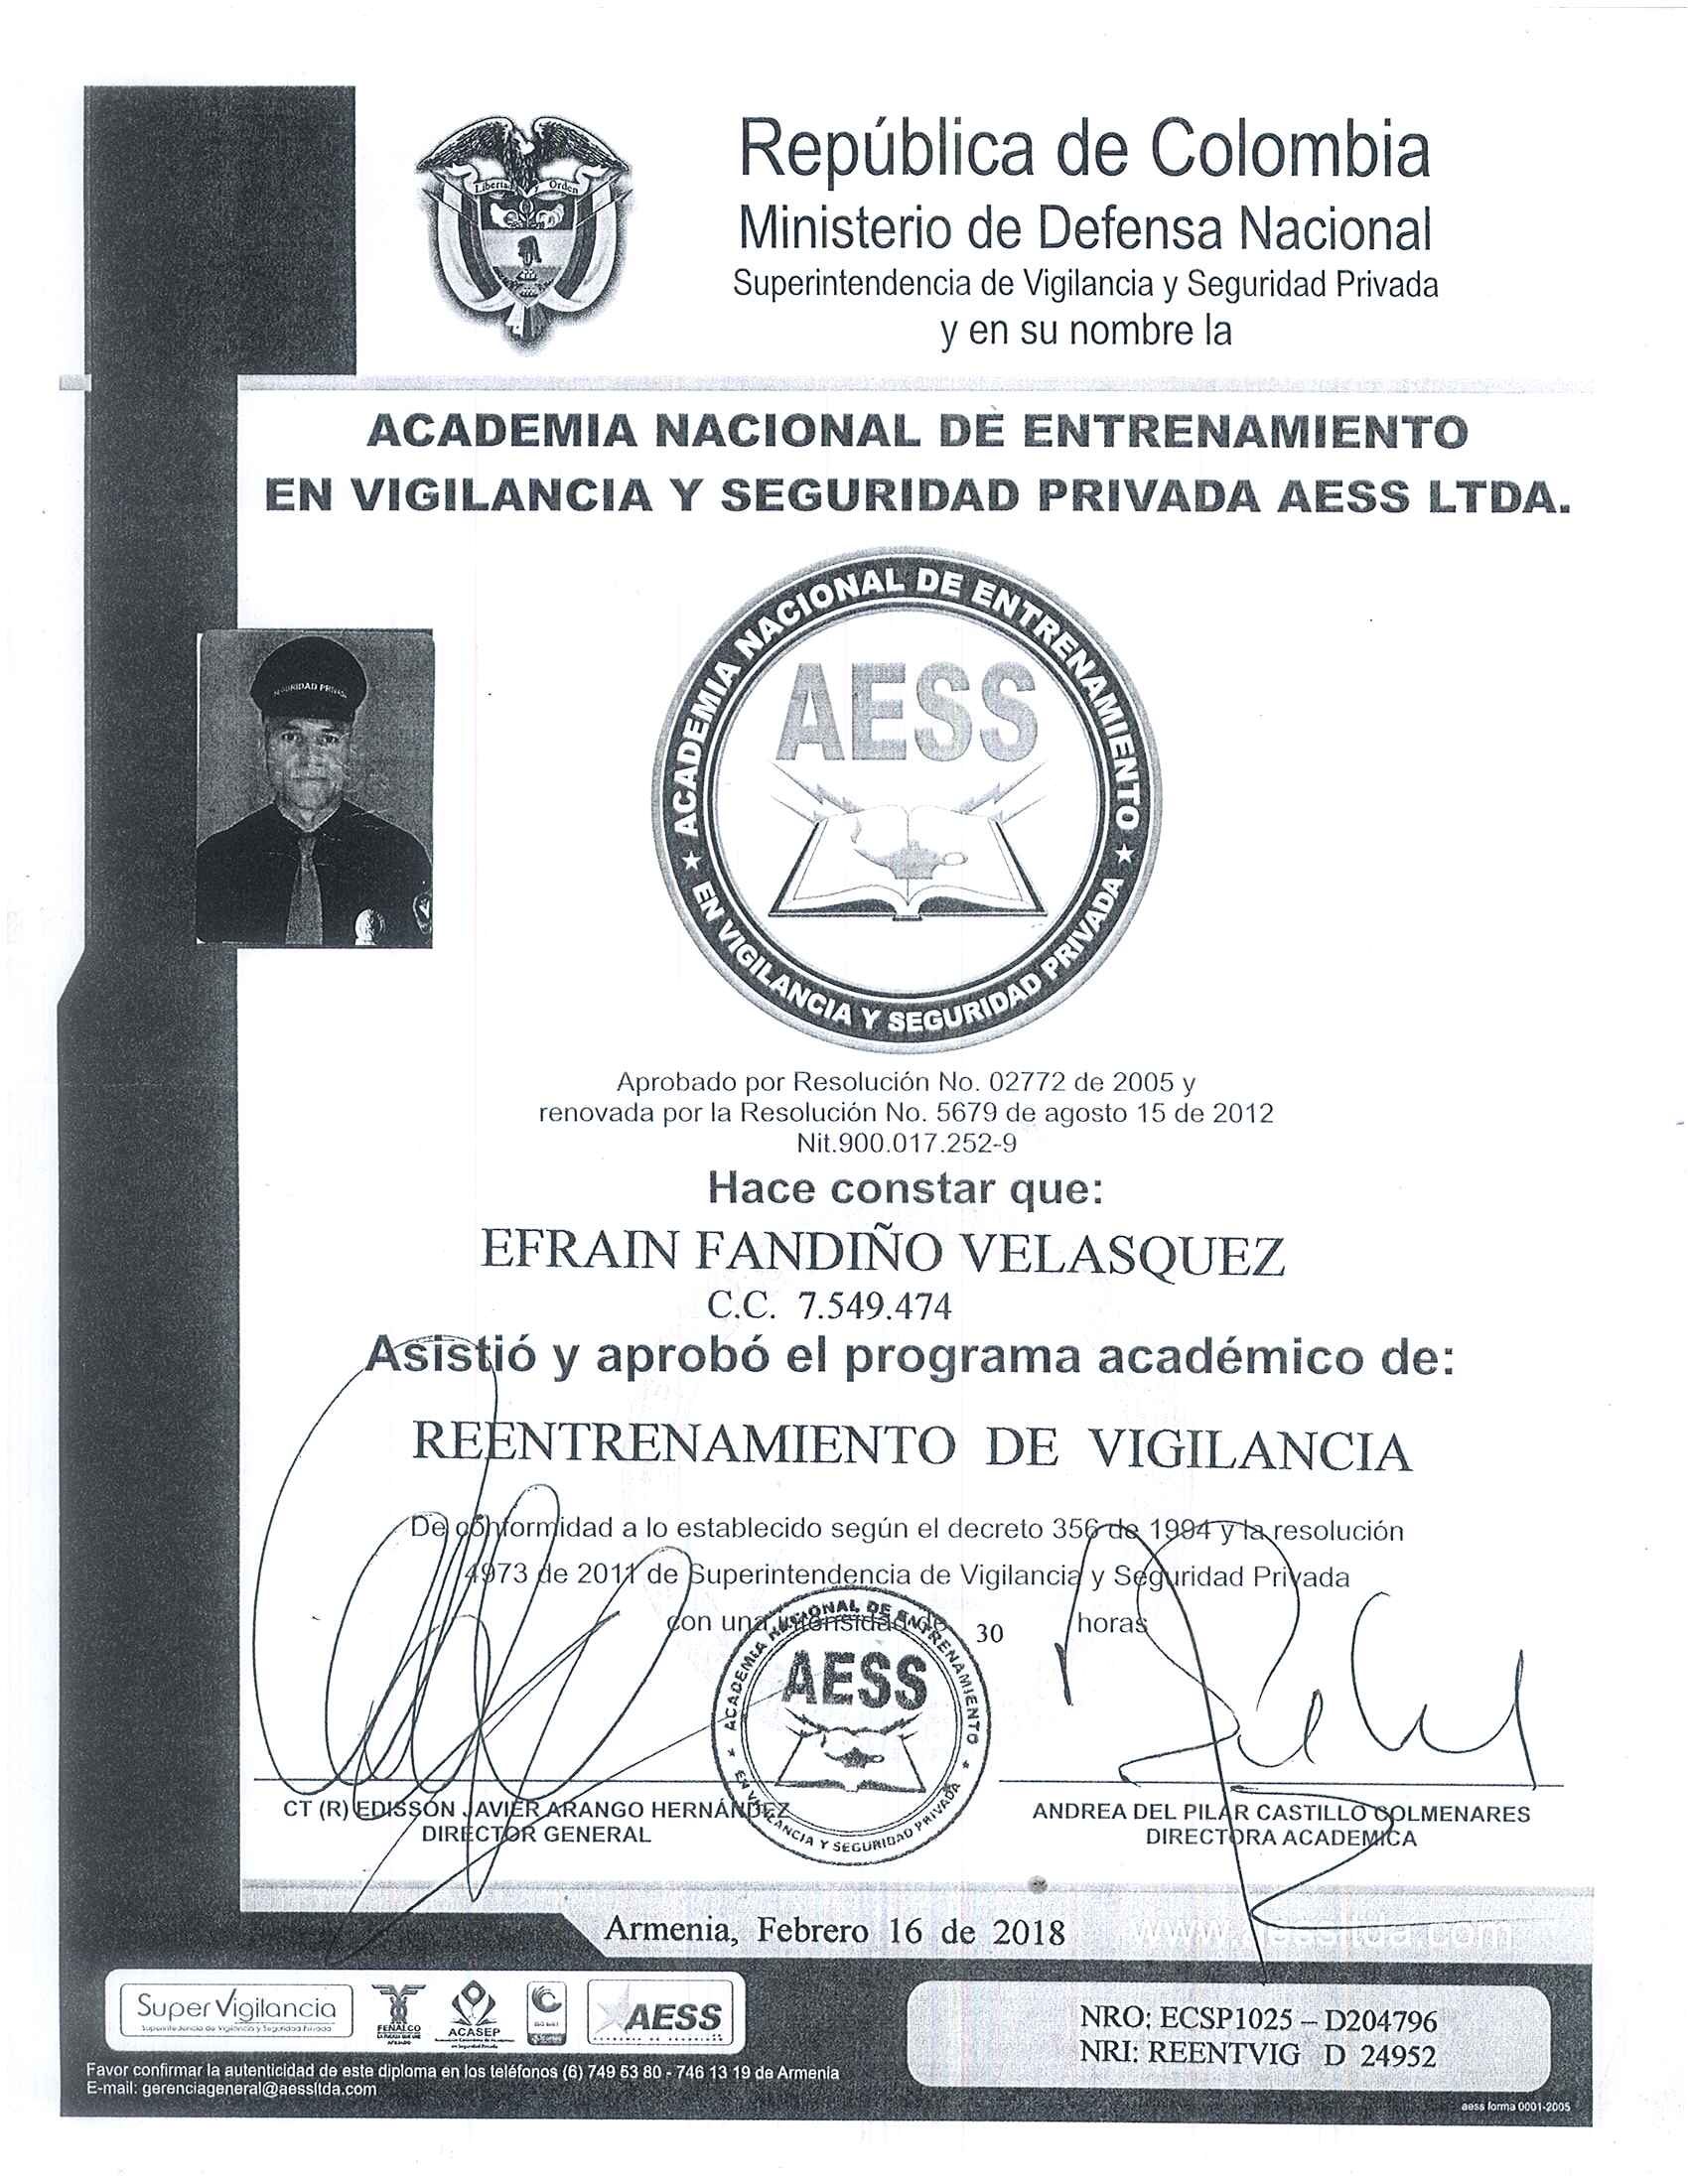 Libertad Orden
República de Colombia
Ministerio de Defensa Nacional
Superintendencia de Vigilancia y Seguridad Privada
y en su nombre la
ACADEMIA NACIONAL DE ENTRENAMIENTO
EN VIGILANCIA Y SEGURIDAD PRIVADA AESS LTDA.
ACADEMIA NACIONAL DE ENTRENAMIENTO
AESS
EN VIGILANCIA Y SEGURIDAD PRIVADA
Aprobado por Resolución No. 02772 de 2005 y
renovada por la Resolución No. 5679 de agosto 15 de 2012
Nit.900.017.252-9
Hace constar que:
EFRAIN FANDIÑO VELASQUEZ
C.C. 7.549.474
Asistió y aprobó el programa académico de:
REENTRENAMIENTO DE VIGILANCIA
De conformidad a lo establecido según el decreto 356 de 1994 y la resolución
4973 de 2011 de Superintendencia de Vigilancia y Seguridad Privada
con una intensidad de 30 horas
ACADEMIA NACIONAL DE ENTRENAMIENTO
AESS
EN VIGILANCIA Y SEGURIDAD PRIVADA
CT (R) EDISSON JAVIER ARANGO HERNÁNDEZ
DIRECTOR GENERAL
ANDREA DEL PILAR CASTILLO COLMENARES
DIRECTORA ACADEMICA
Armenia, Febrero 16 de 2018
www.aessltda.com
SuperVigilancia
Superintendencia de Vigilancia y Seguridad Privada
FENALCO
ACASEP
AESS
NRO: ECSP1025 – D204796
NRI: REENTVIG D 24952
Favor confirmar la autenticidad de este diploma en los teléfonos (6) 749 53 80 - 746 13 19 de Armenia
E-mail: gerenciageneral@aessltda.com
aess forma 0001-2005